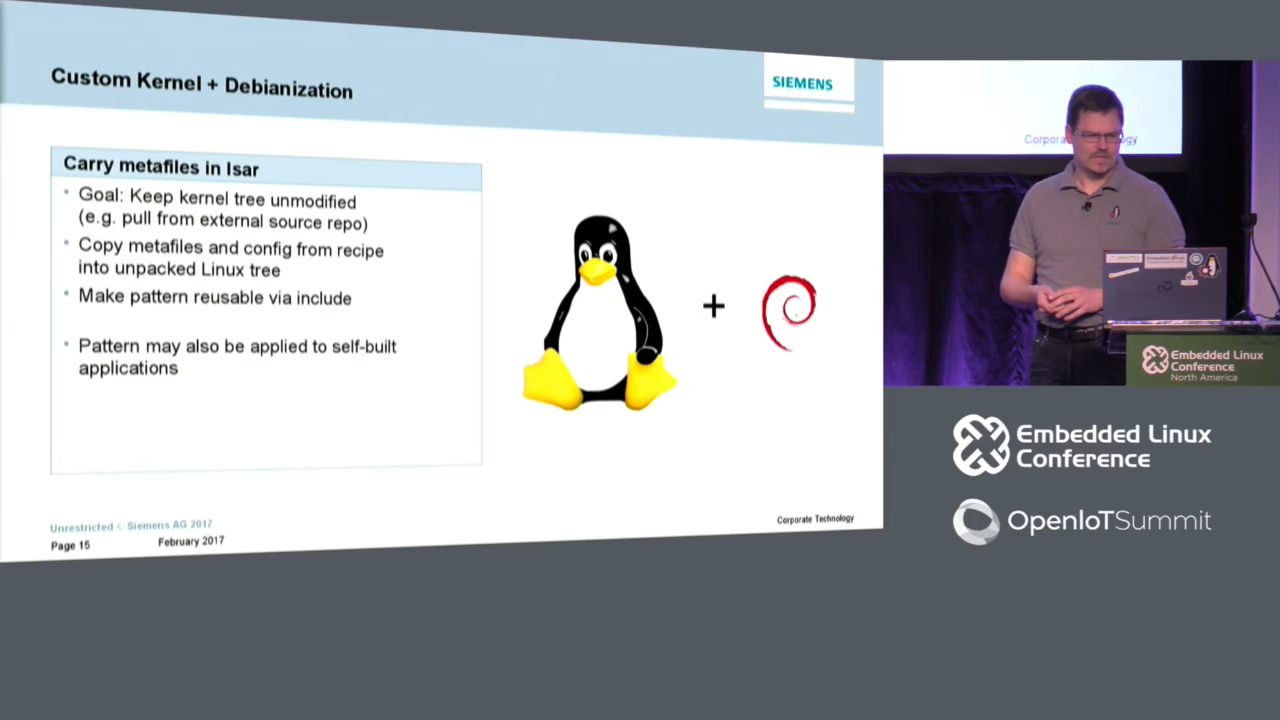 Custom Kernel + Debianization
SIEMENS
Carry metafiles in Isar
Goal: Keep kernel tree unmodified
(e.g. pull from external source repo)
Copy metafiles and config from recipe
into unpacked Linux tree
Make pattern reusable via include
Pattern may also be applied to self-built
applications
+
Unrestricted © Siemens AG 2017
Page 15
February 2017
Corporate Technology
Embedded Linux
Conference
North America
Embedded Linux
Conference
OpenIoTSummit